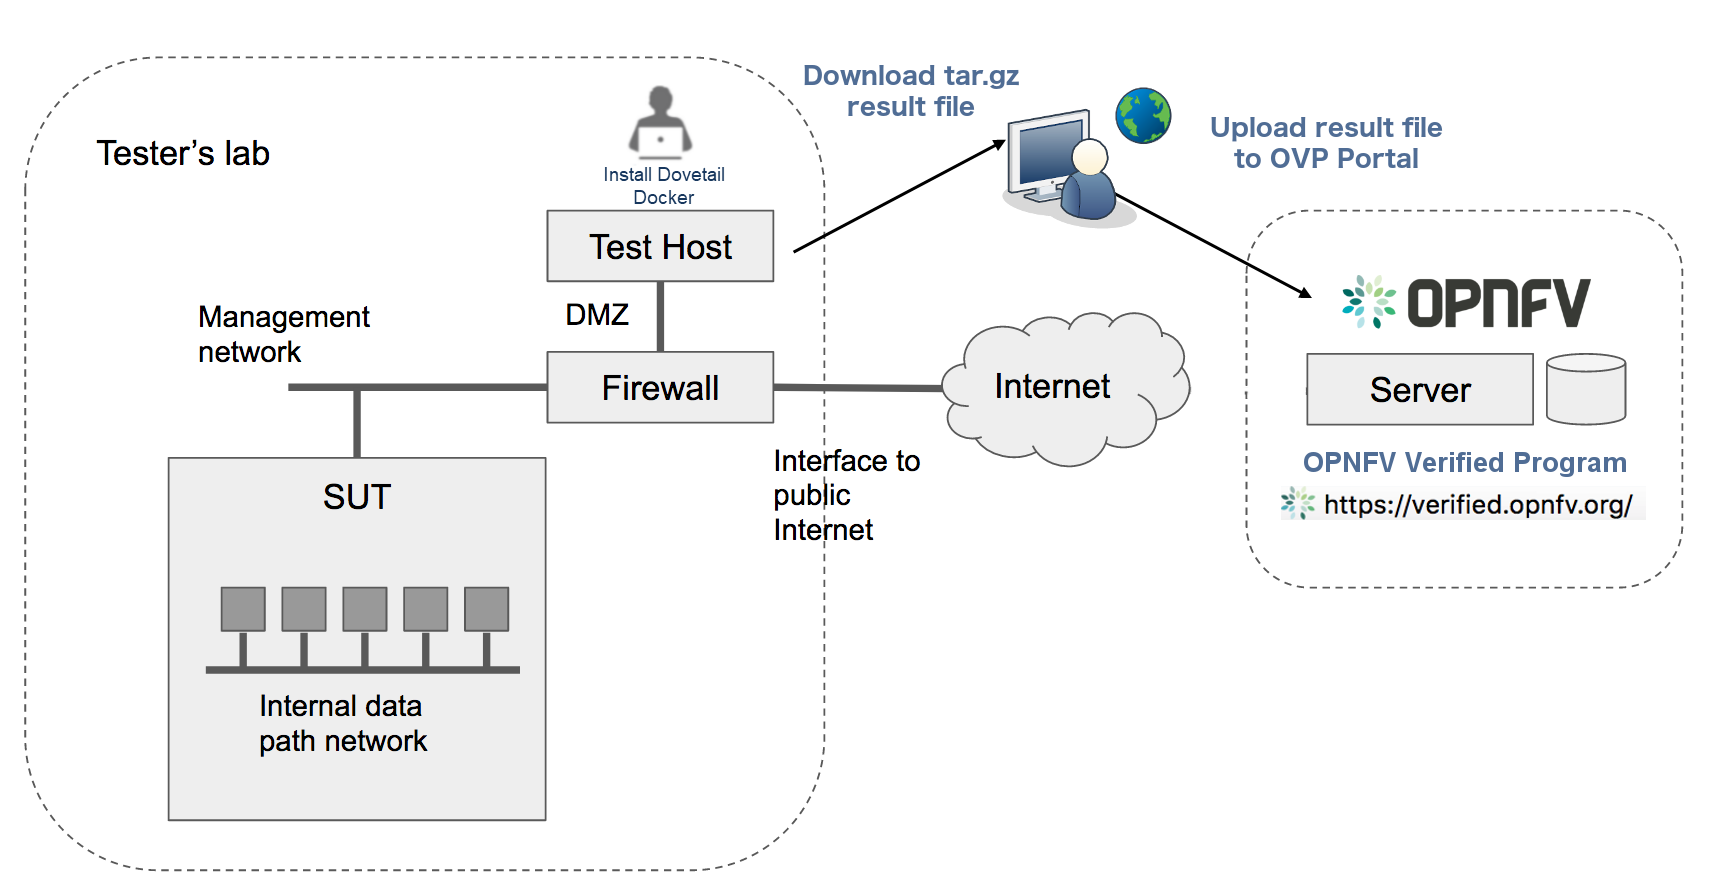 Download tar.gz
result file
Upload result file
to OVP Portal
Tester's lab
Install Dovetail
Docker
Test Host
DMZ
Management
network
Firewall
Internet
OPNFV
Server
Interface to
public
Internet
OPNFV Verified Program
https://verified.opnfv.org/
SUT
Internal data
path network